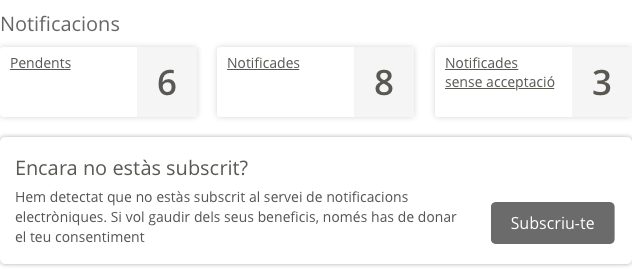 Notificacions
Pendents
6
Notificades
8
Notificades
sense acceptació
3
Encara no estàs subscrit?
Hem detectat que no estàs subscrit al servei de notificacions
electròniques. Si vol gaudir dels seus beneficis, només has de donar
el teu consentiment
Subscriu-te